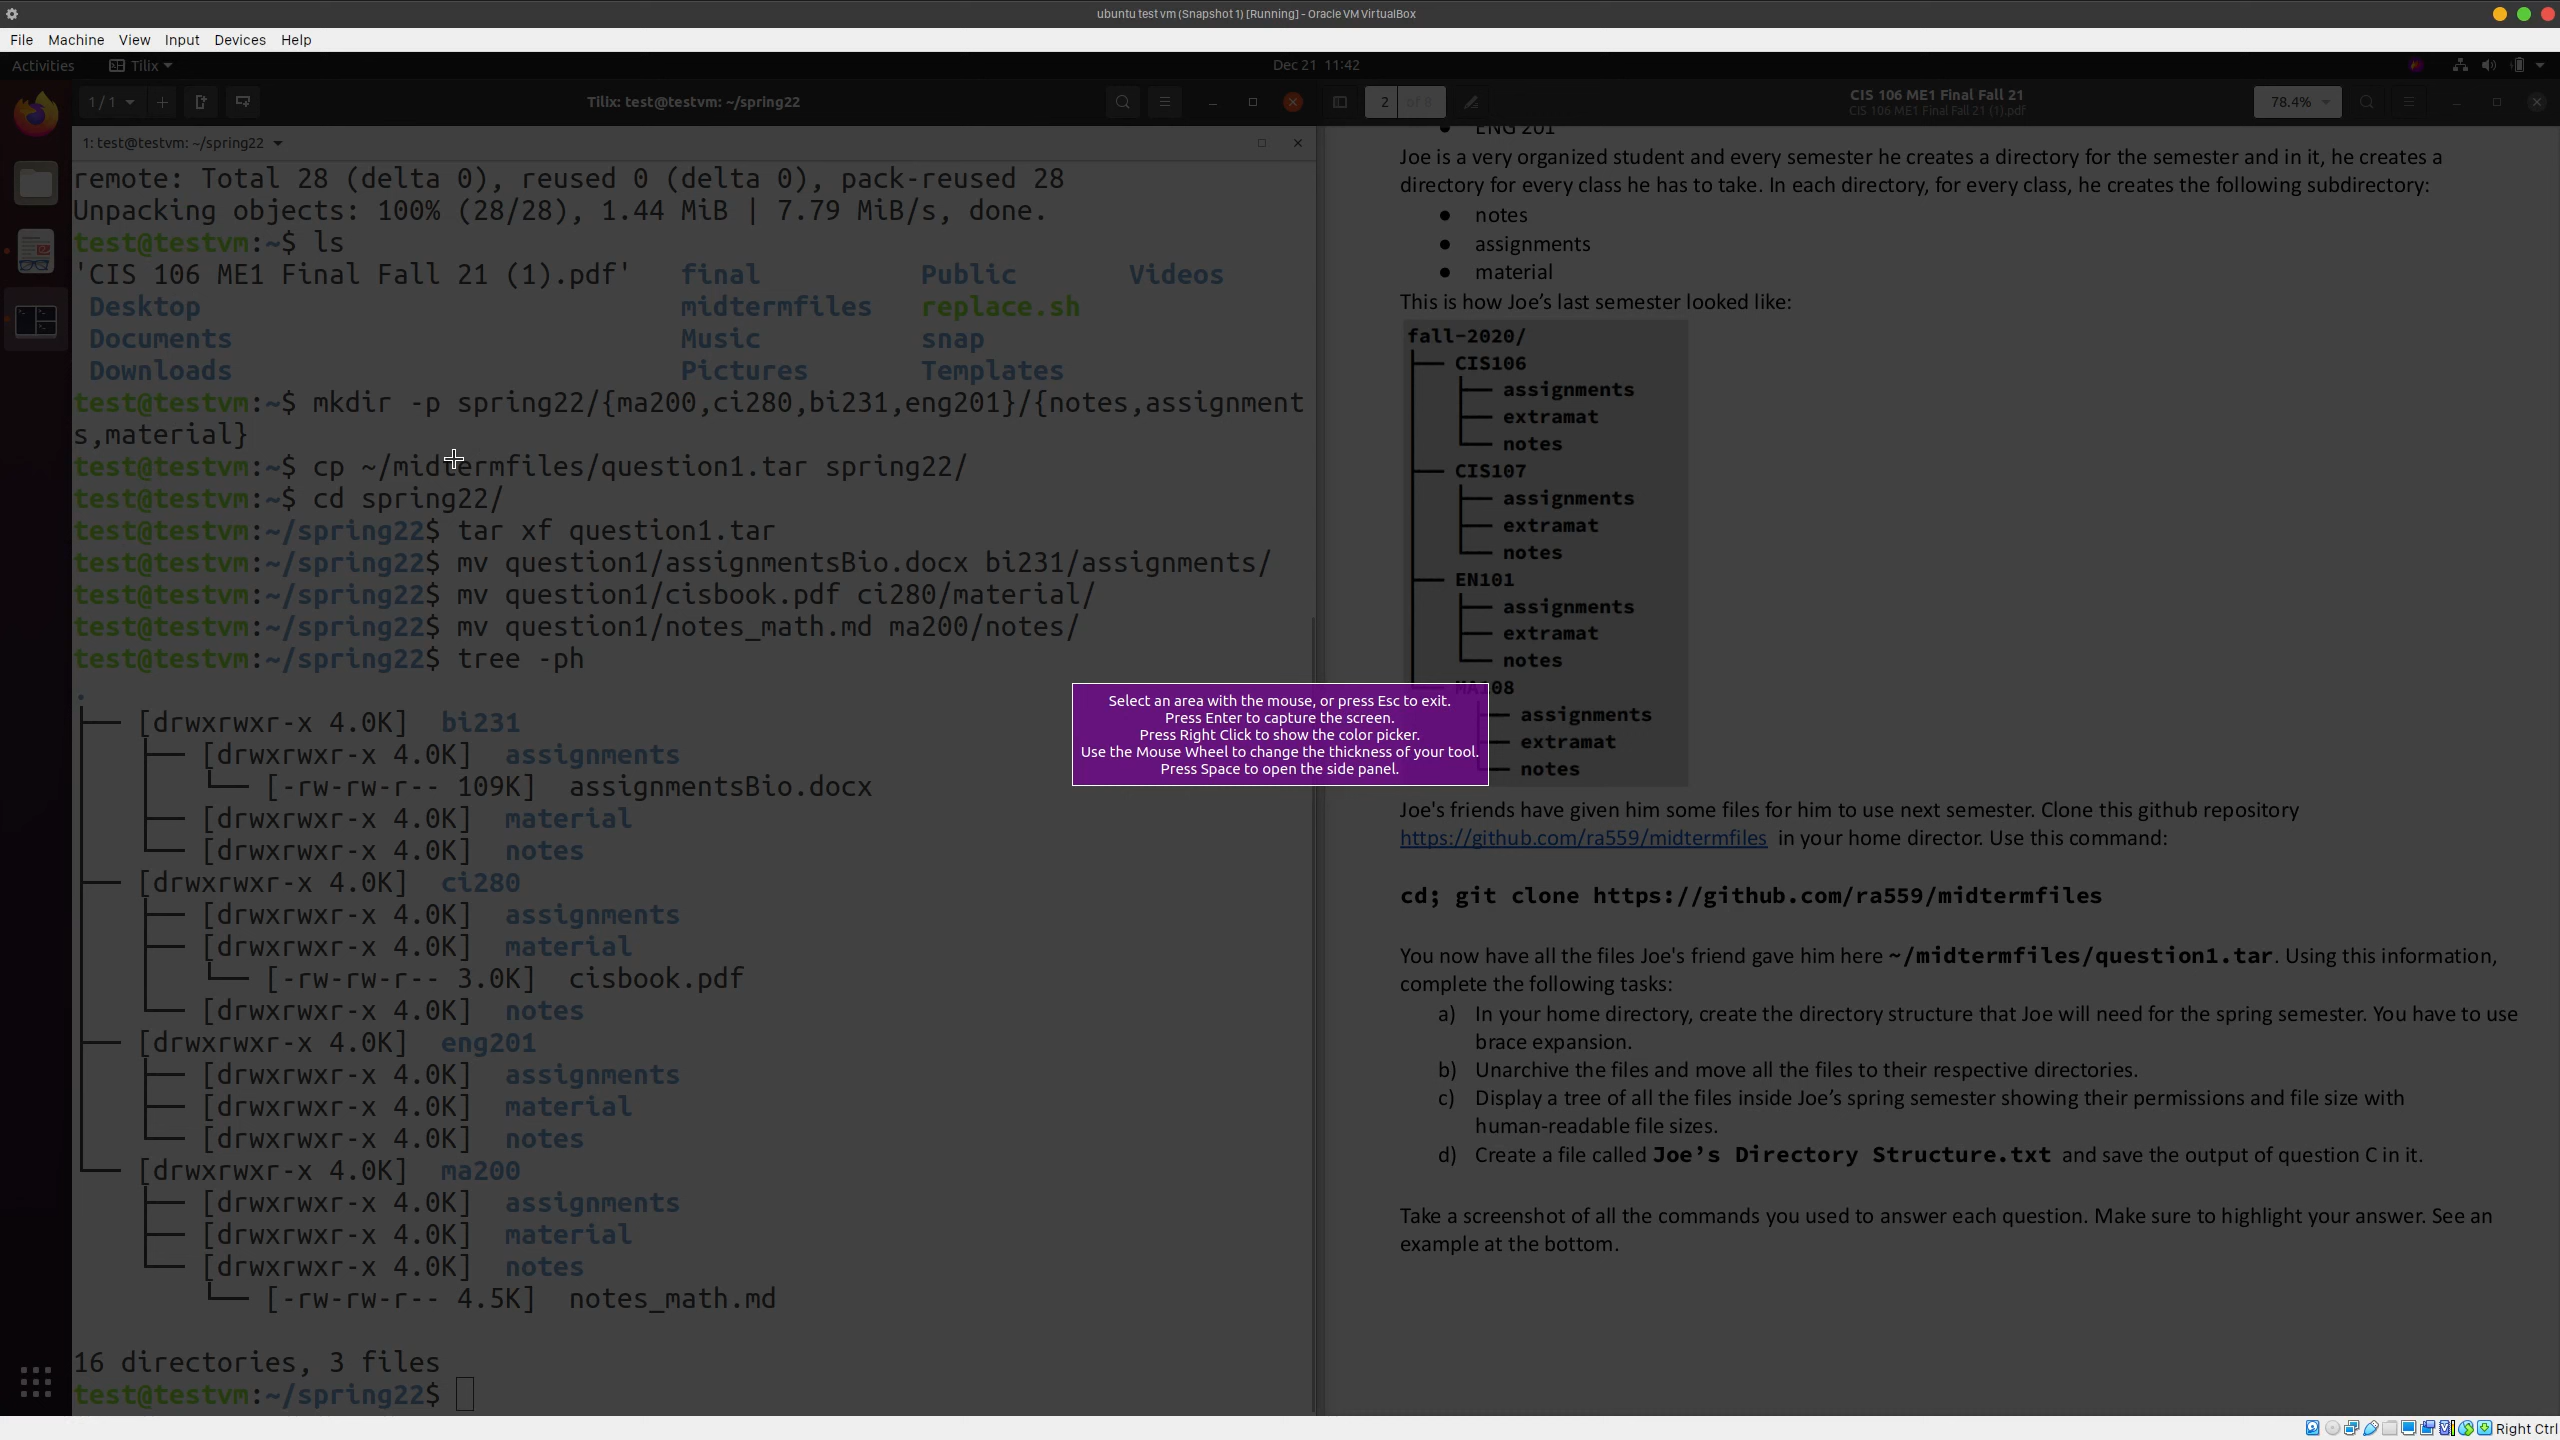 ubuntu test vm (Snapshot 1) [Running] - Oracle VM VirtualBox
File Machine View Input Devices Help
Activities Tilix Dec 21 11:42
1 / 1 Tilix: test@testvm: ~/spring22
2 of 8 CIS 106 ME1 Final Fall 21 78.4%
CIS 106 ME1 Final Fall 21 (1).pdf
1: test@testvm: ~/spring22
remote: Total 28 (delta 0), reused 0 (delta 0), pack-reused 28
Unpacking objects: 100% (28/28), 1.44 MiB | 7.79 MiB/s, done.
test@testvm:~$ ls
'CIS 106 ME1 Final Fall 21 (1).pdf' final Public Videos
Desktop midtermfiles replace.sh
Documents Music snap
Downloads Pictures Templates
test@testvm:~$ mkdir -p spring22/{ma200,ci280,bi231,eng201}/{notes,assignment
s,material}
test@testvm:~$ cp ~/midtermfiles/question1.tar spring22/
test@testvm:~$ cd spring22/
test@testvm:~/spring22$ tar xf question1.tar
test@testvm:~/spring22$ mv question1/assignmentsBio.docx bi231/assignments/
test@testvm:~/spring22$ mv question1/cisbook.pdf ci280/material/
test@testvm:~/spring22$ mv question1/notes_math.md ma200/notes/
test@testvm:~/spring22$ tree -ph
.
├── [drwxrwxr-x 4.0K]  bi231
│   ├── [drwxrwxr-x 4.0K]  assignments
│   │   └── [-rw-rw-r-- 109K]  assignmentsBio.docx
│   ├── [drwxrwxr-x 4.0K]  material
│   └── [drwxrwxr-x 4.0K]  notes
├── [drwxrwxr-x 4.0K]  ci280
│   ├── [drwxrwxr-x 4.0K]  assignments
│   ├── [drwxrwxr-x 4.0K]  material
│   │   └── [-rw-rw-r-- 3.0K]  cisbook.pdf
│   └── [drwxrwxr-x 4.0K]  notes
├── [drwxrwxr-x 4.0K]  eng201
│   ├── [drwxrwxr-x 4.0K]  assignments
│   ├── [drwxrwxr-x 4.0K]  material
│   └── [drwxrwxr-x 4.0K]  notes
└── [drwxrwxr-x 4.0K]  ma200
    ├── [drwxrwxr-x 4.0K]  assignments
    ├── [drwxrwxr-x 4.0K]  material
    └── [drwxrwxr-x 4.0K]  notes
        └── [-rw-rw-r-- 4.5K]  notes_math.md
16 directories, 3 files
test@testvm:~/spring22$
Select an area with the mouse, or press Esc to exit.
Press Enter to capture the screen.
Press Right Click to show the color picker.
Use the Mouse Wheel to change the thickness of your tool.
Press Space to open the side panel.
● ENG 201
Joe is a very organized student and every semester he creates a directory for the semester and in it, he creates a
directory for every class he has to take. In each directory, for every class, he creates the following subdirectory:
● notes
● assignments
● material
This is how Joe’s last semester looked like:
fall-2020/
├── CIS106
│   ├── assignments
│   ├── extramat
│   └── notes
├── CIS107
│   ├── assignments
│   ├── extramat
│   └── notes
├── EN101
│   ├── assignments
│   ├── extramat
│   └── notes
└── MA108
    ├── assignments
    ├── extramat
    └── notes
Joe's friends have given him some files for him to use next semester. Clone this github repository
https://github.com/ra559/midtermfiles in your home director. Use this command:
cd; git clone https://github.com/ra559/midtermfiles
You now have all the files Joe's friend gave him here ~/midtermfiles/question1.tar. Using this information,
complete the following tasks:
a) In your home directory, create the directory structure that Joe will need for the spring semester. You have to use
brace expansion.
b) Unarchive the files and move all the files to their respective directories.
c) Display a tree of all the files inside Joe’s spring semester showing their permissions and file size with
human-readable file sizes.
d) Create a file called Joe’s Directory Structure.txt and save the output of question C in it.
Take a screenshot of all the commands you used to answer each question. Make sure to highlight your answer. See an
example at the bottom.
Right Ctrl